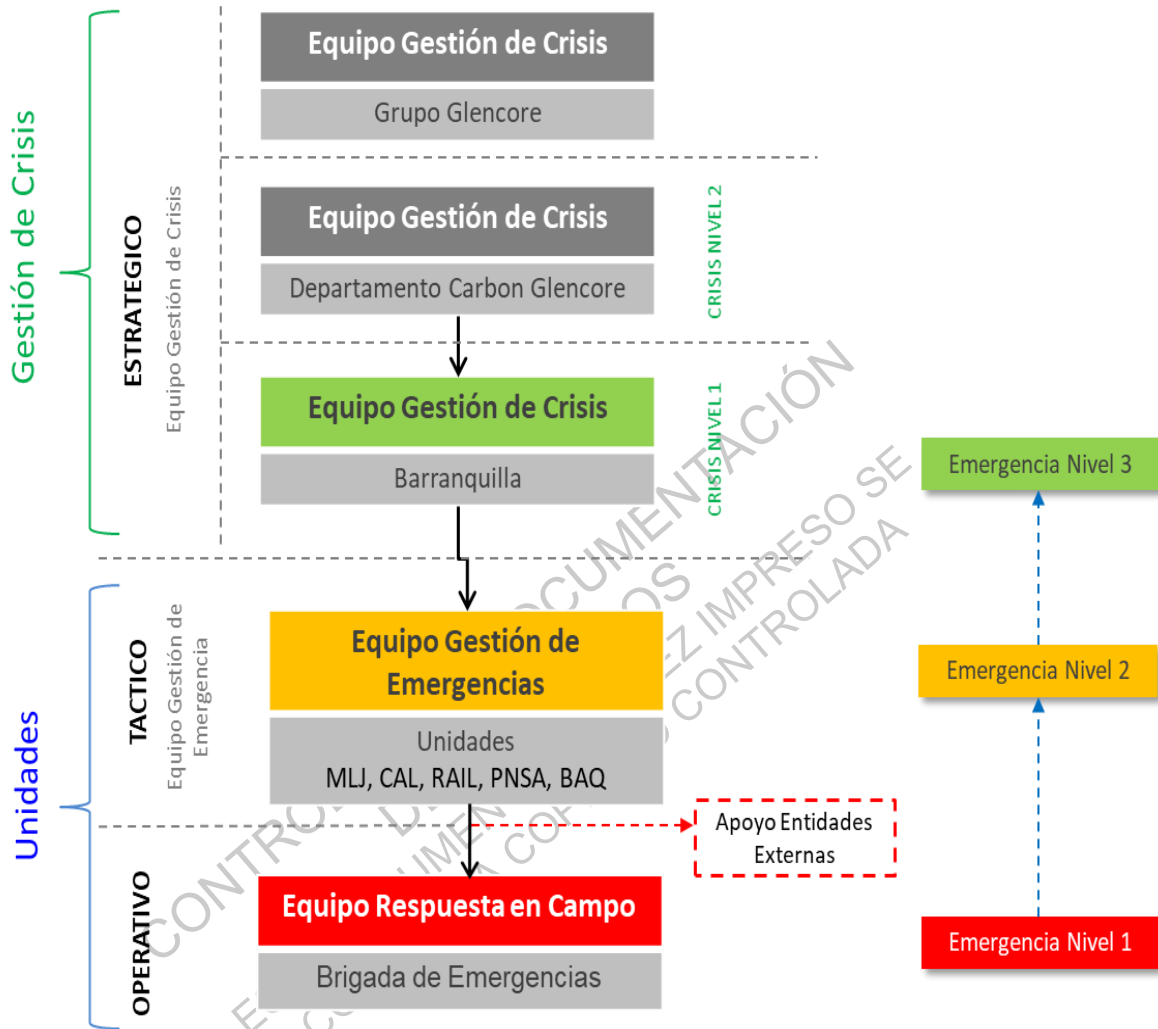 Gestión de Crisis
ESTRATEGICO
Equipo Gestión de Crisis
Equipo Gestión de Crisis
Grupo Glencore
Equipo Gestión de Crisis
Departamento Carbon Glencore
CRISIS NIVEL 2
Equipo Gestión de Crisis
Barranquilla
CRISIS NIVEL 1
Emergencia Nivel 3
Unidades
TACTICO
Equipo Gestión de
Emergencia
Equipo Gestión de
Emergencias
Unidades
MLJ, CAL, RAIL, PNSA, BAQ
Emergencia Nivel 2
Apoyo Entidades
Externas
OPERATIVO
Equipo Respuesta en Campo
Brigada de Emergencias
Emergencia Nivel 1
IMPRESO SE
CONTROLADA